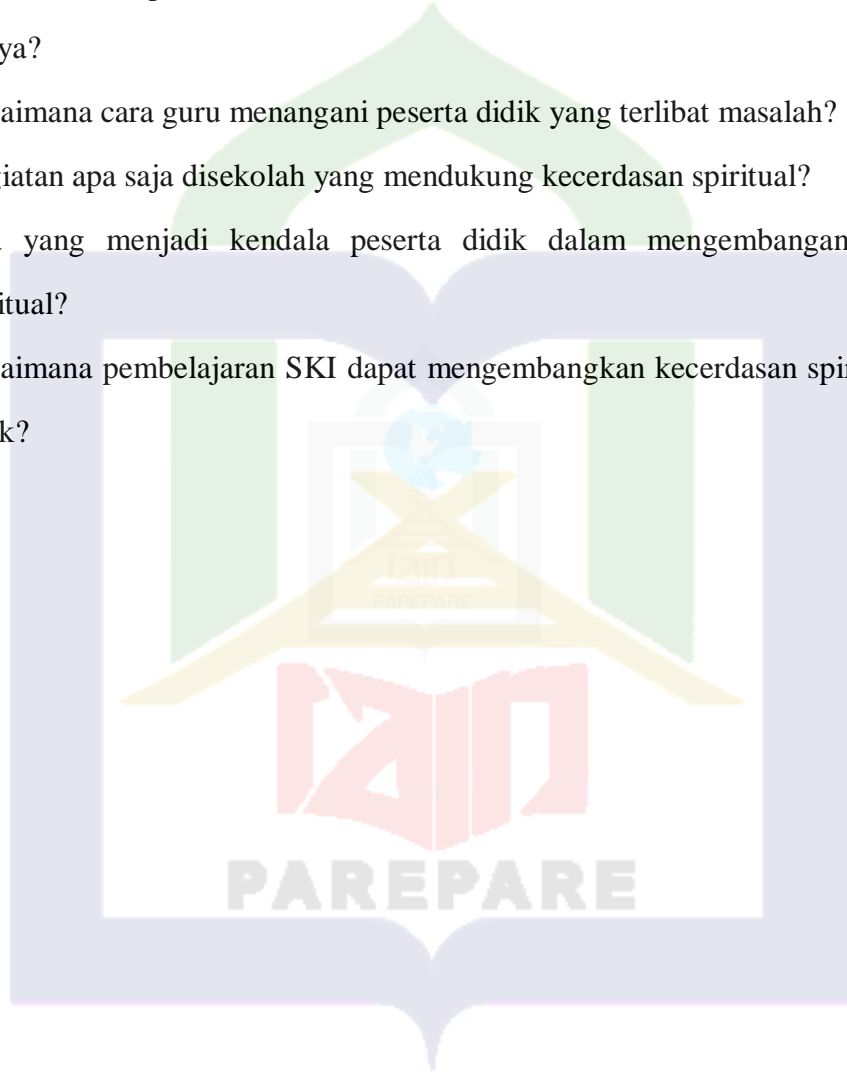 ya?
aimana cara guru menangani peserta didik yang terlibat masalah?
giatan apa saja disekolah yang mendukung kecerdasan spiritual?
yang menjadi kendala peserta didik dalam mengembangan
itual?
aimana pembelajaran SKI dapat mengembangkan kecerdasan spir
k?
PAREPARE
PAREPARE